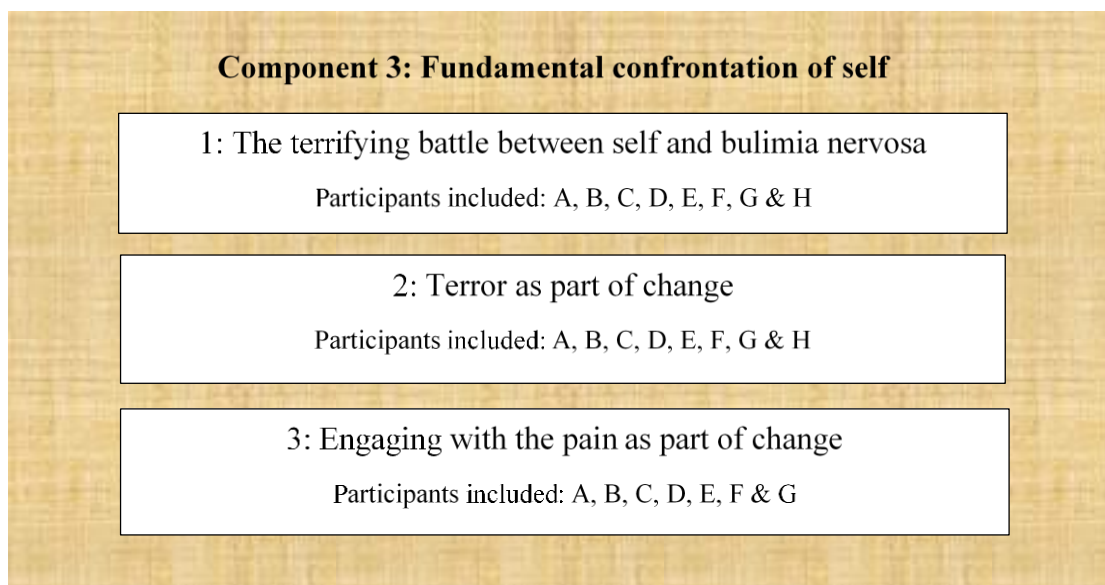 Component 3: Fundamental confrontation of self
1: The terrifying battle between self and bulimia nervosa
Participants included: A, B, C, D, E, F, G & H
2: Terror as part of change
Participants included: A, B, C, D, E, F, G & H
3: Engaging with the pain as part of change
Participants included: A, B, C, D, E, F & G